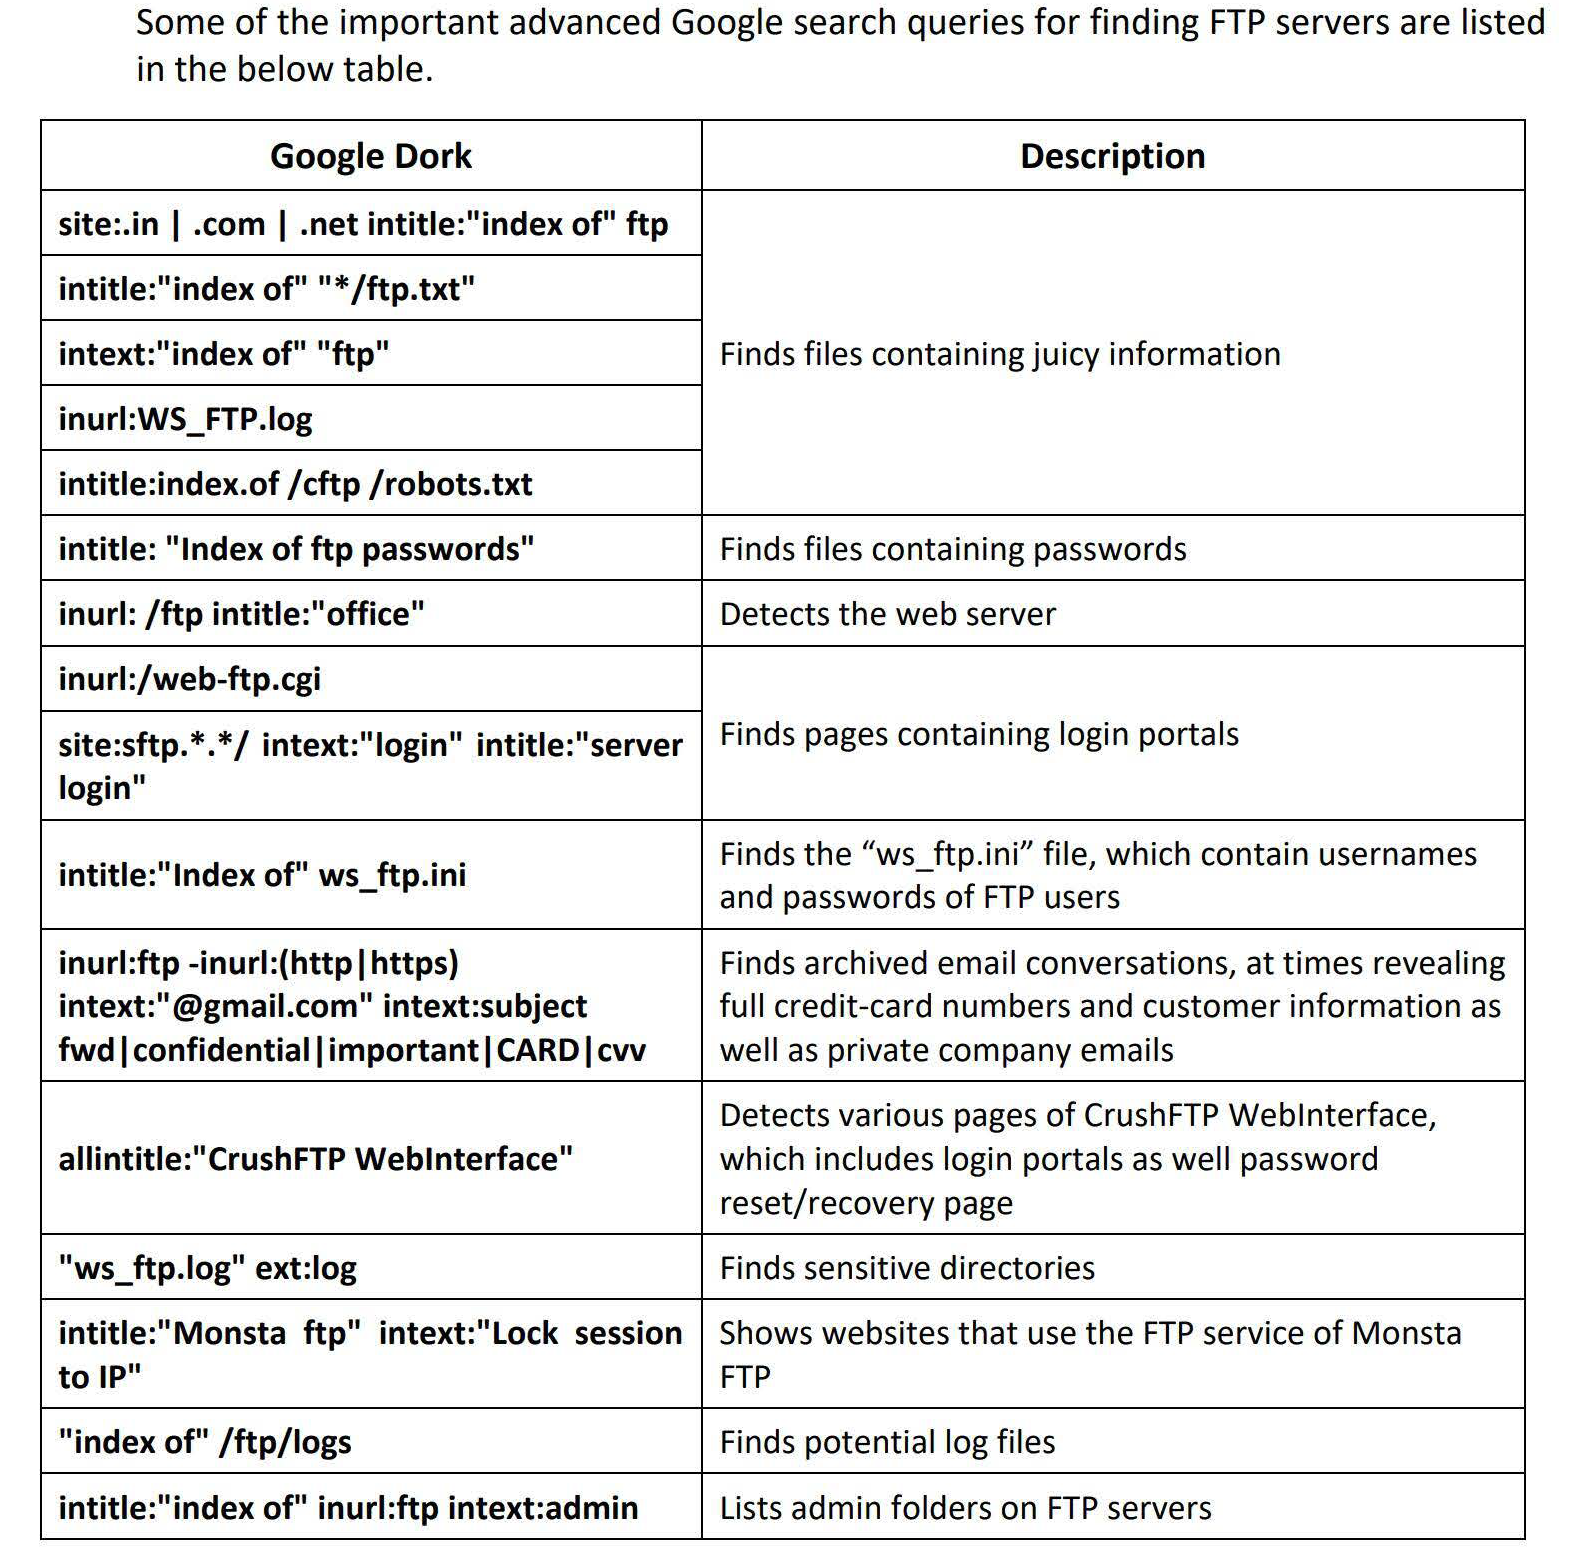 Some of the important advanced Google search queries for finding FTP servers are listed
in the below table.
Google Dork
Description
site:.in | .com | .net intitle:"index of" ftp
intitle:"index of" "*/ftp.txt"
intext:"index of" "ftp"
inurl:WS_FTP.log
intitle:index.of /cftp /robots.txt
Finds files containing juicy information
intitle: "Index of ftp passwords"
Finds files containing passwords
inurl: /ftp intitle:"office"
Detects the web server
inurl:/web-ftp.cgi
site:sftp.*.*/ intext:"login" intitle:"server
login"
Finds pages containing login portals
intitle:"Index of" ws_ftp.ini
Finds the “ws_ftp.ini” file, which contain usernames
and passwords of FTP users
inurl:ftp -inurl:(http|https)
intext:"@gmail.com" intext:subject
fwd|confidential|important|CARD|cvv
Finds archived email conversations, at times revealing
full credit-card numbers and customer information as
well as private company emails
allintitle:"CrushFTP WebInterface"
Detects various pages of CrushFTP WebInterface,
which includes login portals as well password
reset/recovery page
"ws_ftp.log" ext:log
Finds sensitive directories
intitle:"Monsta ftp" intext:"Lock session
to IP"
Shows websites that use the FTP service of Monsta
FTP
"index of" /ftp/logs
Finds potential log files
intitle:"index of" inurl:ftp intext:admin
Lists admin folders on FTP servers